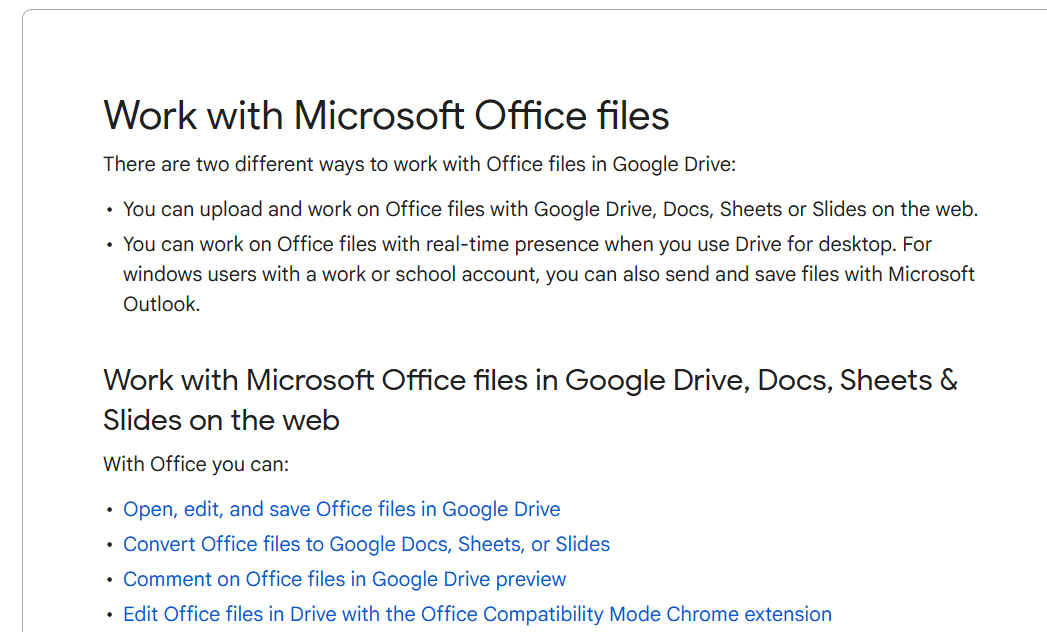 Work with Microsoft Office files
There are two different ways to work with Office files in Google Drive:
• You can upload and work on Office files with Google Drive, Docs, Sheets or Slides on the web.
• You can work on Office files with real-time presence when you use Drive for desktop. For
windows users with a work or school account, you can also send and save files with Microsoft
Outlook.
Work with Microsoft Office files in Google Drive, Docs, Sheets &
Slides on the web
With Office you can:
• Open, edit, and save Office files in Google Drive
• Convert Office files to Google Docs, Sheets, or Slides
• Comment on Office files in Google Drive preview
• Edit Office files in Drive with the Office Compatibility Mode Chrome extension